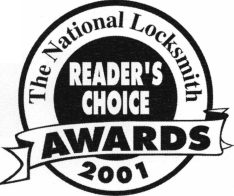 The National Locksmith
READER'S
CHOICE
AWARDS
2001